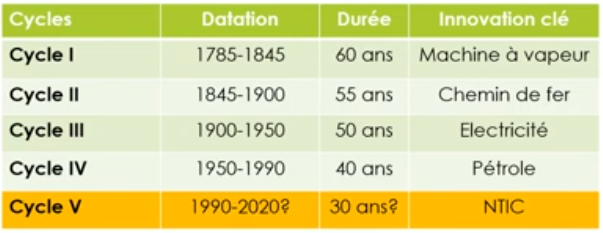 Cycles Datation Durée Innovation clé
Cycle I 1785-1845 60 ans Machine à vapeur
Cycle II 1845-1900 55 ans Chemin de fer
Cycle III 1900-1950 50 ans Electricité
Cycle IV 1950-1990 40 ans Pétrole
Cycle V 1990-2020? 30 ans? NTIC